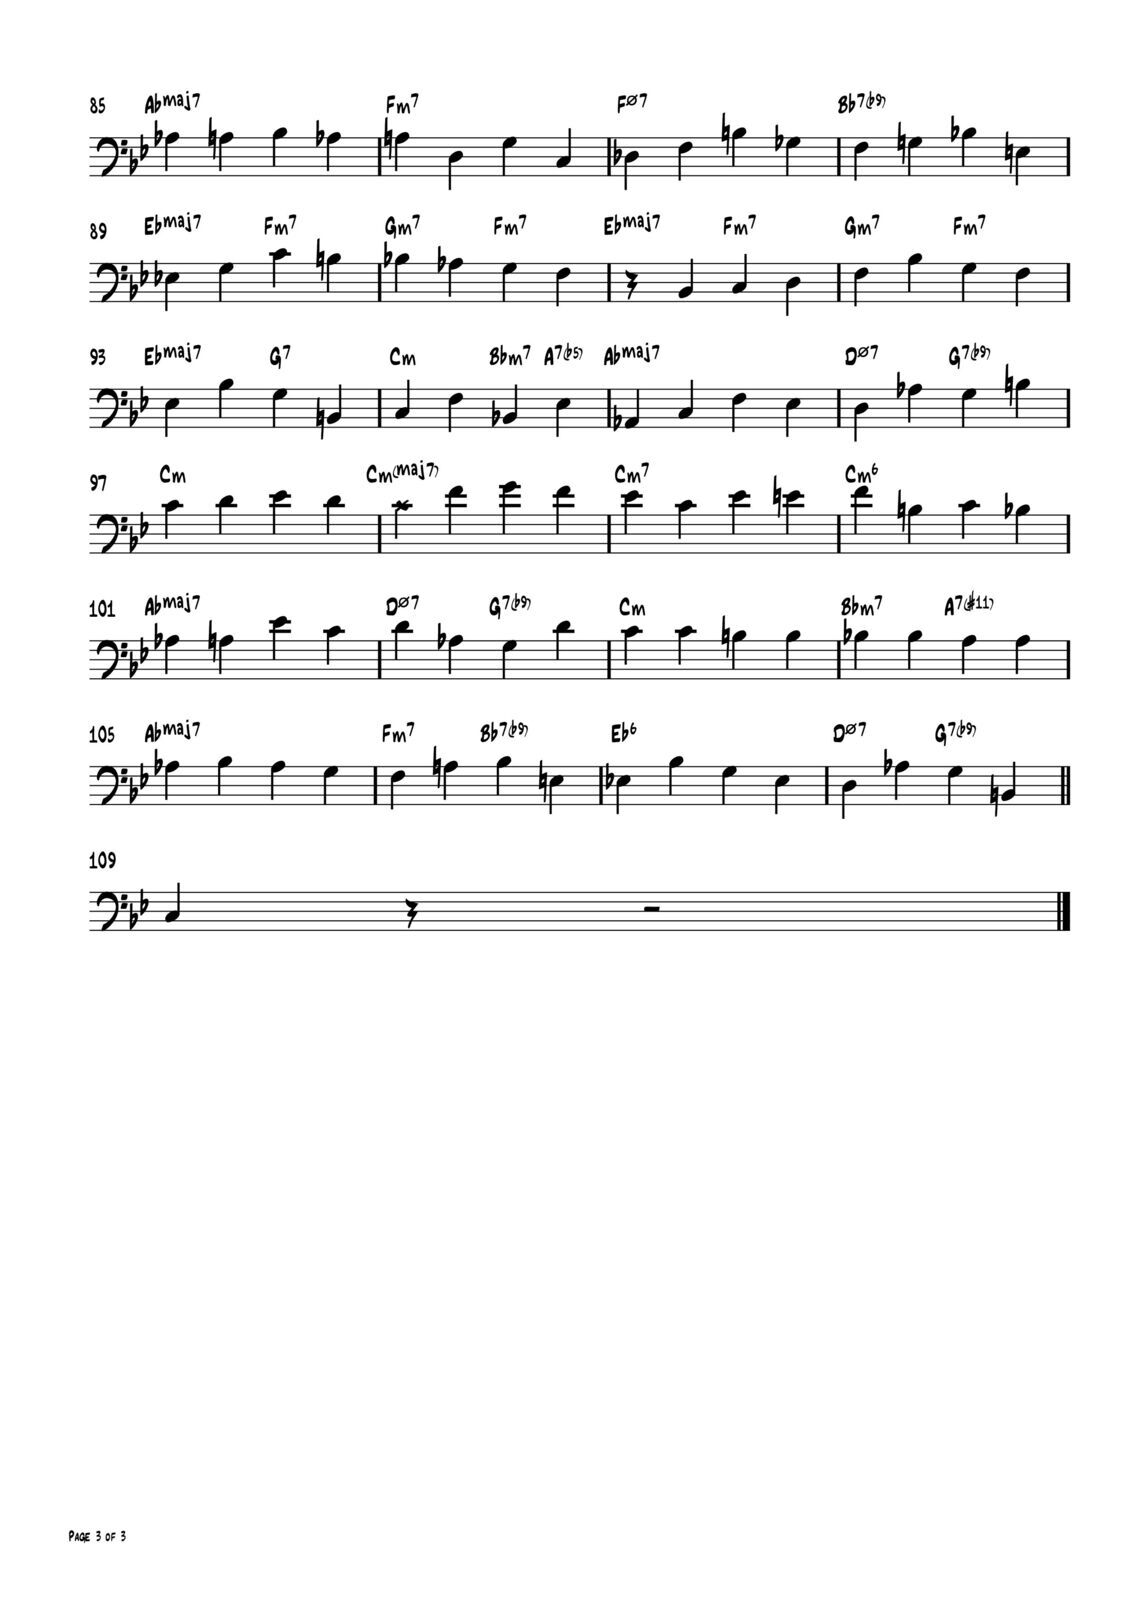 85 Abmaj7 Fm7 Fø7 Bb7(b9)
89 Ebmaj7 Fm7 Gm7 Fm7 Ebmaj7 Fm7 Gm7 Fm7
93 Ebmaj7 G7 Cm Bbm7 A7(b5) Abmaj7 Dø7 G7(b9)
97 Cm Cm(maj7) Cm7 Cm6
101 Abmaj7 Dø7 G7(b9) Cm Bbm7 A7(#11)
105 Abmaj7 Fm7 Bb7(b9) Eb6 Dø7 G7(b9)
109
PAGE 3 OF 3